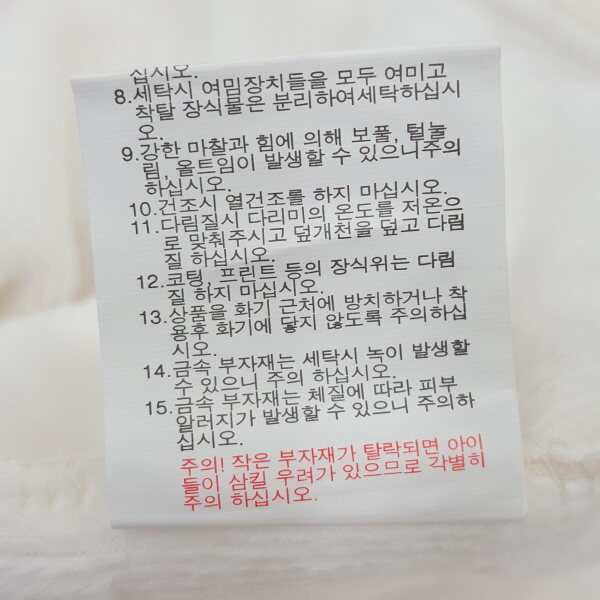 십시오.
8.세탁시 여밈장치들을 모두 여미고
착탈 장식물은 분리하여세탁하십시
오.
9.강한 마찰과 힘에 의해 보풀, 털눌
림, 올트임이 발생할 수 있으니주의
하십시오.
10.건조시 열건조를 하지 마십시오.
11.다림질시 다리미의 온도를 저온으
로 맞춰주시고 덮개천을 덮고 다림
질 하십시오.
12.코팅, 프린트 등의 장식위는 다림
질 하지 마십시오.
13.상품을 화기 근처에 방치하거나 착
용후 화기에 닿지 않도록 주의하십
시오.
14.금속 부자재는 세탁시 녹이 발생할
수 있으니 주의 하십시오.
15.금속 부자재는 체질에 따라 피부
알러지가 발생할 수 있으니 주의하
십시오.
주의! 작은 부자재가 탈락되면 아이
들이 삼킬 우려가 있으므로 각별히
주의 하십시오.